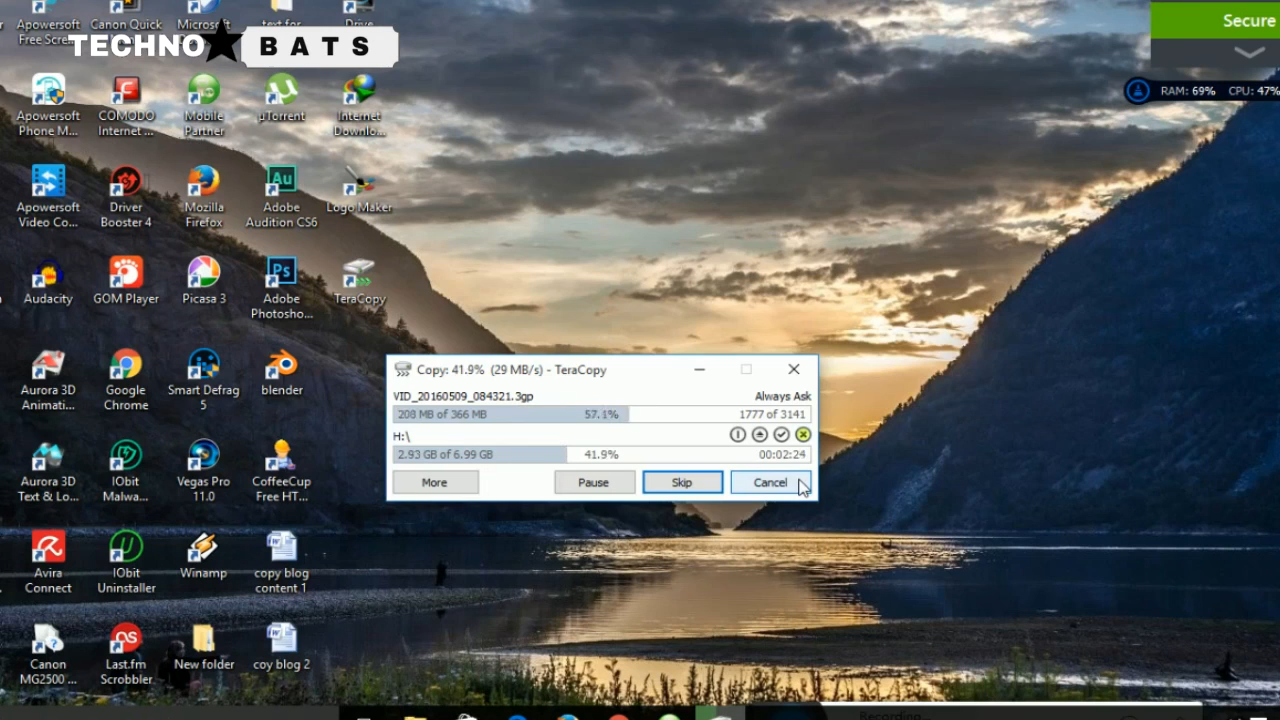 Apowersoft
Free Scre...
Canon Quick
Microsoft
text for
Drive
TECHNO★BATS
Secure
RAM: 69% CPU: 47%
Apowersoft
Phone M...
COMODO
Internet ...
Mobile
Partner
µTorrent
Internet
Downlo...
Apowersoft
Video Co...
Driver
Booster 4
Mozilla
Firefox
Au
Adobe
Audition CS6
Logo Maker
Audacity
GOM Player
Picasa 3
Ps
Adobe
Photosho...
TeraCopy
Copy: 41.9% (29 MB/s) - TeraCopy
VID_20160509_084321.3gp Always Ask
208 MB of 366 MB 57.1% 1777 of 3141
H:\
2.93 GB of 6.99 GB 41.9% 00:02:24
More Pause Skip Cancel
Aurora 3D
Animati...
Google
Chrome
Smart Defrag
5
blender
Aurora 3D
Text & Lo...
IObit
Malwa...
Vegas Pro
11.0
CoffeeCup
Free HT...
Avira
Connect
IObit
Uninstaller
Winamp
copy blog
content 1
Canon
MG2500 ...
Last.fm
Scrobbler
New folder
coy blog 2
Recording...